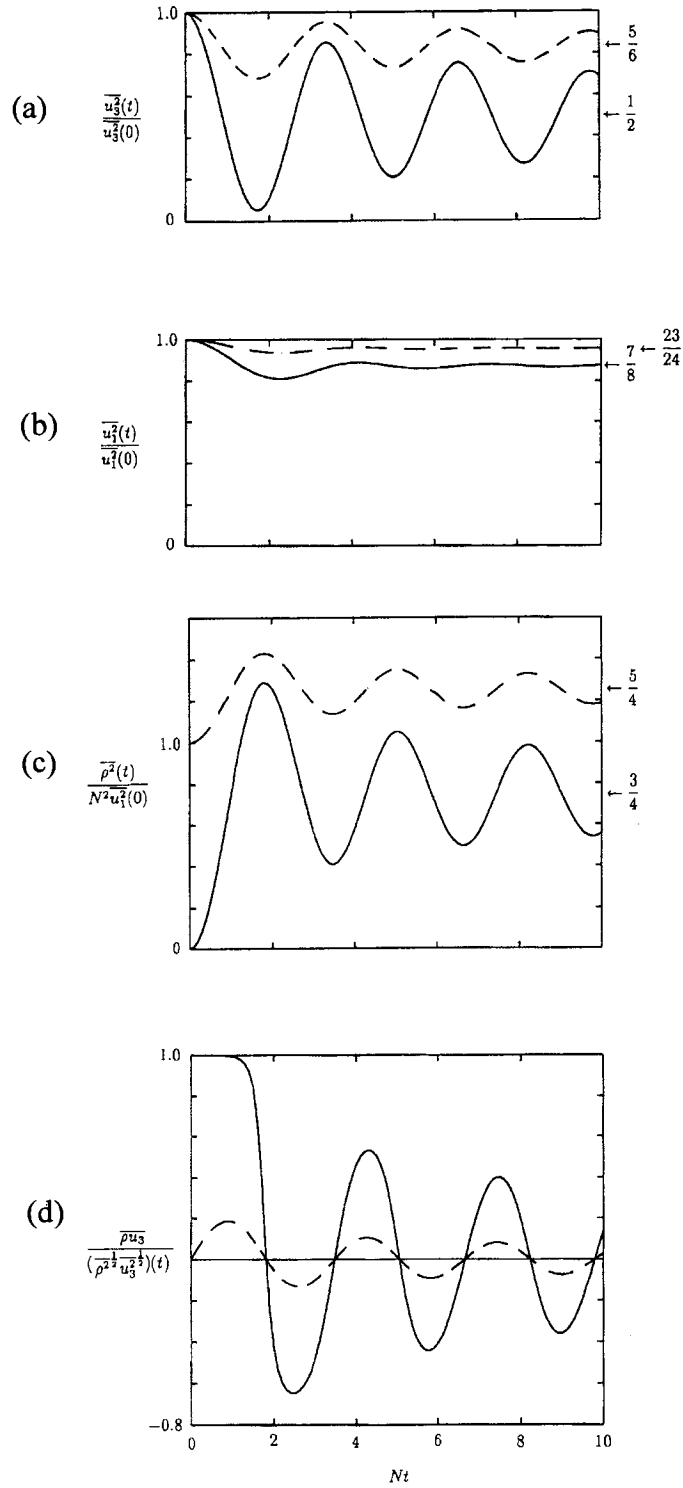 (a)
1.0
0
u₃²(t)
u₃²(0)
← 5/6
← 1/2
(b)
1.0
0
u₁²(t)
u₁²(0)
← 7/8
← 23/24
(c)
1.0
0
ρ²(t)
N²u₁²(0)
← 5/4
← 3/4
(d)
1.0
ρu₃
(ρ²^½ u₃²^½)(t)
−0.8
0 2 4 6 8 10
Nt